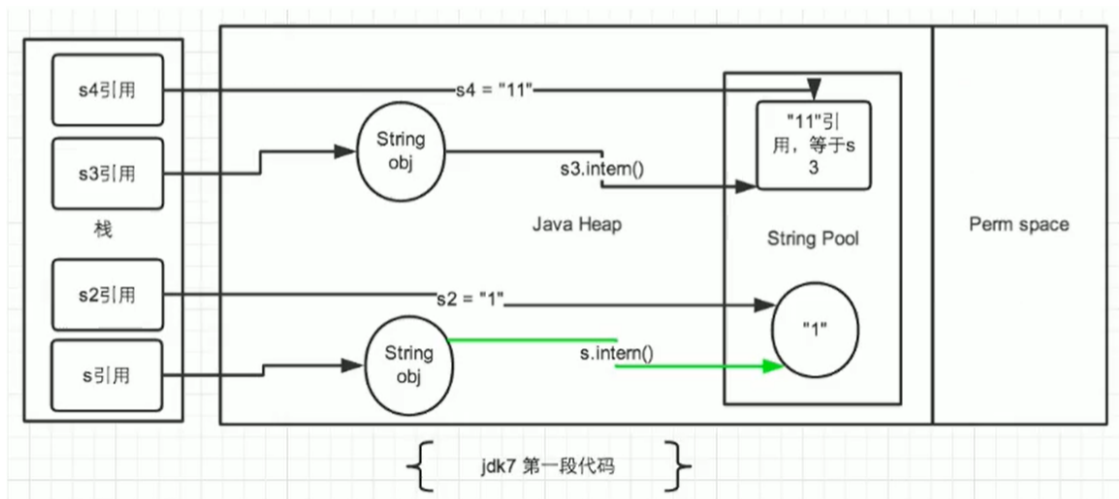 s4引用
s4 = "11"
"11"引
用，等于s
3
String
obj
s3引用
s3.intern()
栈
Java Heap
String Pool
Perm space
s2引用
s2 = "1"
"1"
String
obj
s.intern()
s引用
jdk7 第一段代码